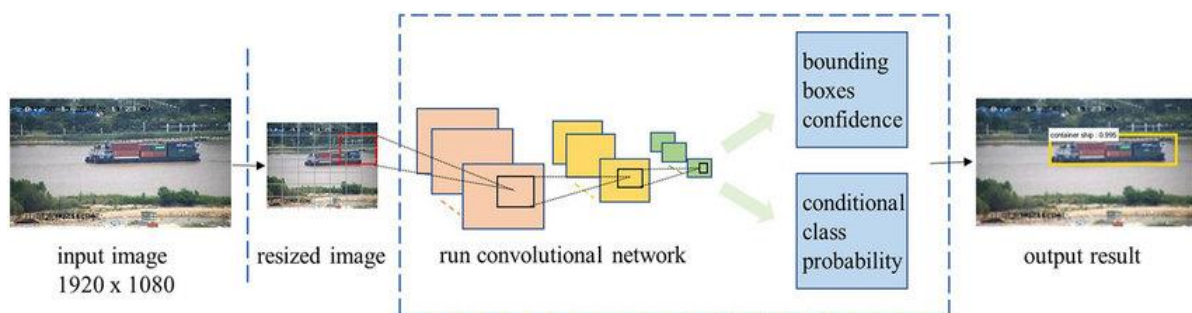 input image
1920 x 1080
resized image
run convolutional network
bounding
boxes
confidence
conditional
class
probability
container ship : 0.995
output result